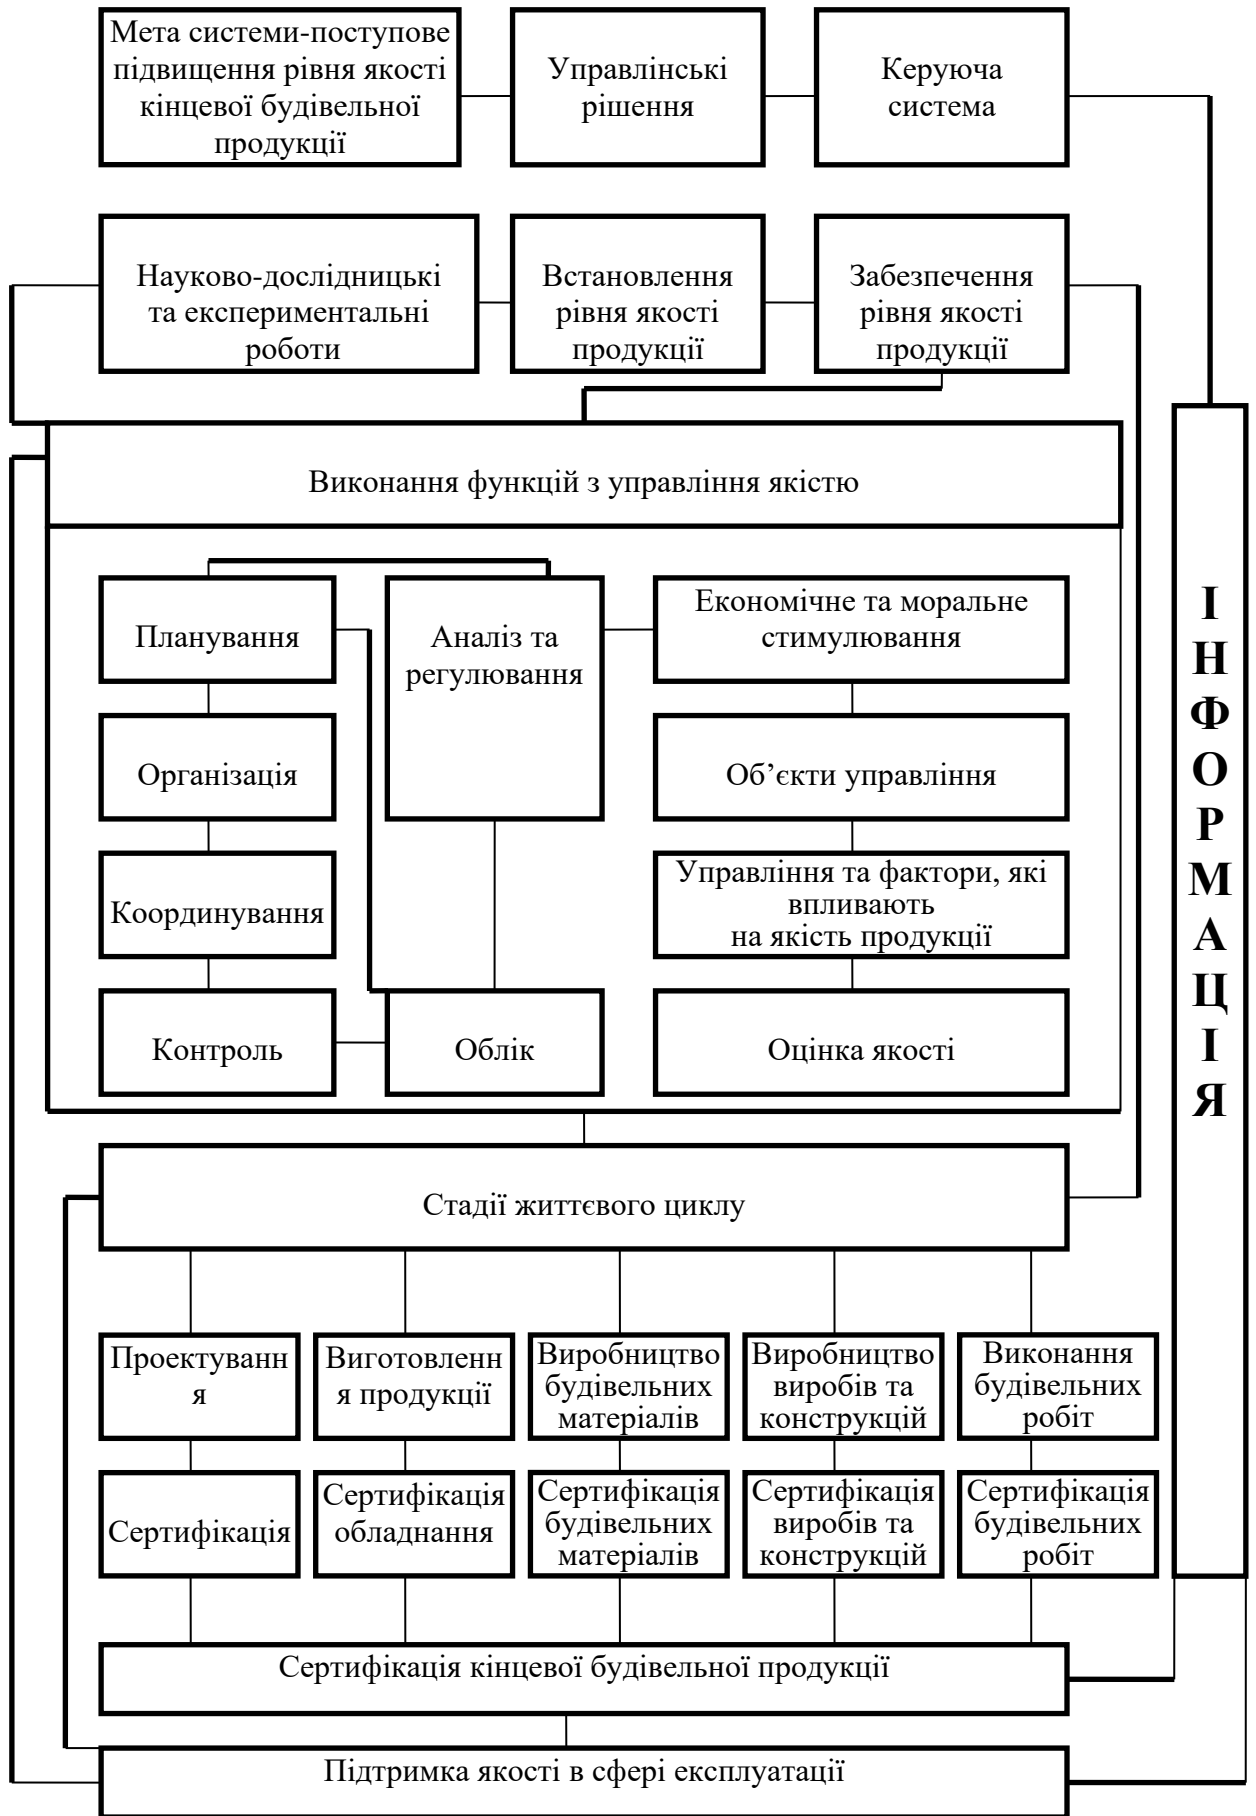 Мета системи-поступове
підвищення рівня якості
кінцевої будівельної
продукції
Управлінські
рішення
Керуюча
система
Науково-дослідницькі
та експериментальні
роботи
Встановлення
рівня якості
продукції
Забезпечення
рівня якості
продукції
Виконання функцій з управління якістю
Планування
Організація
Координування
Контроль
Аналіз та
регулювання
Облік
Економічне та моральне
стимулювання
Об’єкти управління
Управління та фактори, які
впливають
на якість продукції
Оцінка якості
І
Н
Ф
О
Р
М
А
Ц
І
Я
Стадії життєвого циклу
Проектуванн
я
Виготовленн
я продукції
Виробництво
будівельних
матеріалів
Виробництво
виробів та
конструкцій
Виконання
будівельних
робіт
Сертифікація
Сертифікація
обладнання
Сертифікація
будівельних
матеріалів
Сертифікація
виробів та
конструкцій
Сертифікація
будівельних
робіт
Сертифікація кінцевої будівельної продукції
Підтримка якості в сфері експлуатації